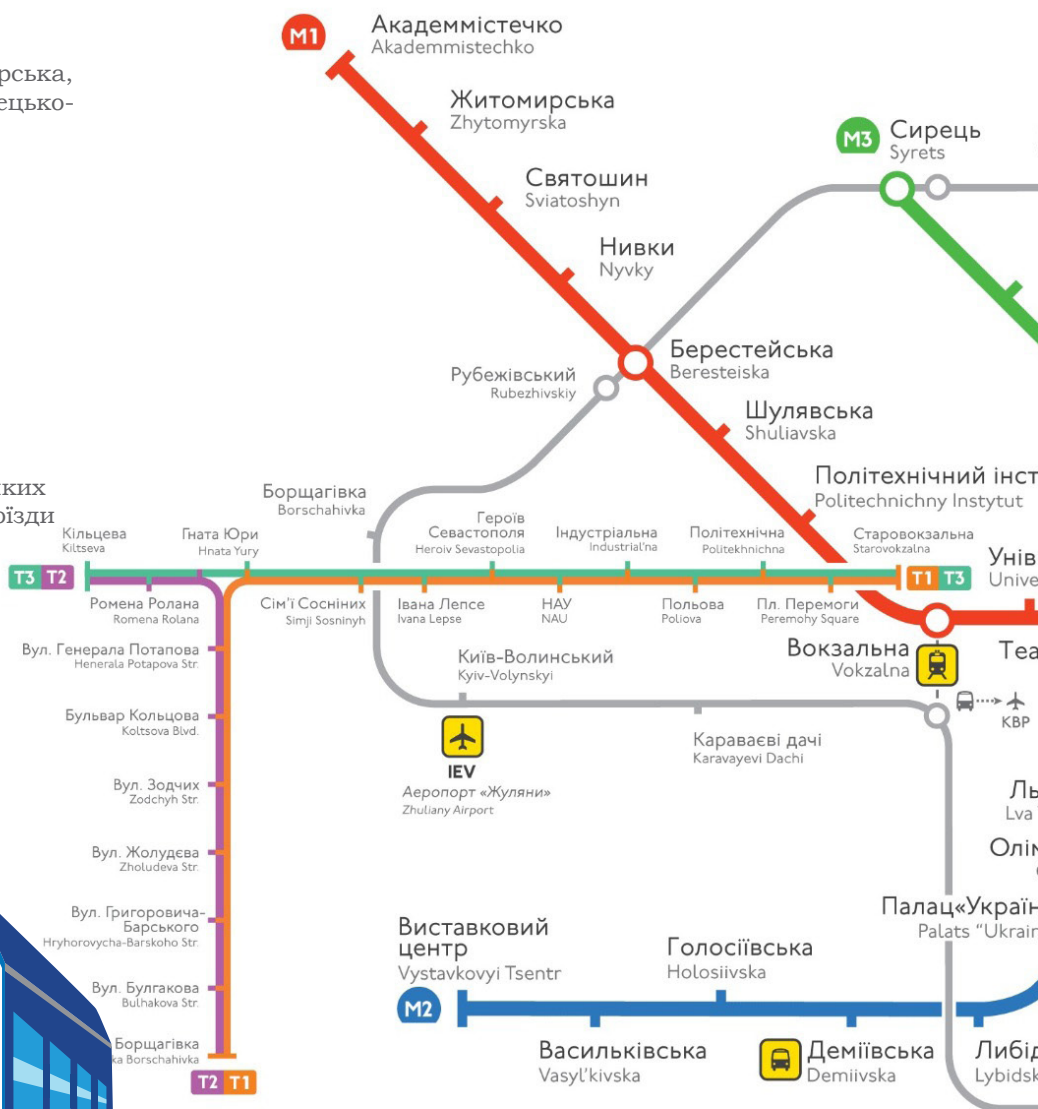 рська,
ецько-
M1
Академмістечко
Akademmistechko
Житомирська
Zhytomyrska
Святошин
Sviatoshyn
Нивки
Nyvky
Берестейська
Beresteiska
Шулявська
Shuliavska
Політехнічний інст
Politechnichny Instytut
M3
Сирець
Syrets
Рубежівський
Rubezhivskiy
Борщагівка
Borschahivka
ких
оїзди
Кільцева
Kiltseva
Гната Юри
Hnata Yury
Героїв
Севастополя
Heroiv Sevastopolia
Індустріальна
Industrial'na
Політехнічна
Politekhnichna
Старовокзальна
Starovokzalna
T3 T2
T1 T3
Унів
Unive
Ромена Ролана
Romena Rolana
Сім'ї Сосніних
Simji Sosninyh
Івана Лепсе
Ivana Lepse
НАУ
NAU
Польова
Poliova
Пл. Перемоги
Peremohy Square
Вокзальна
Vokzalna
Теа
KBP
Вул. Генерала Потапова
Henerala Potapova Str.
Бульвар Кольцова
Koltsova Blvd.
Вул. Зодчих
Zodchyh Str.
Вул. Жолудєва
Zholudeva Str.
Вул. Григоровича-
Барського
Hryhorovycha-Barskoho Str.
Вул. Булгакова
Bulhakova Str.
Борщагівка
ka Borschahivka
T2 T1
Київ-Волинський
Kyiv-Volynskyi
IEV
Аеропорт «Жуляни»
Zhuliany Airport
Караваєві дачі
Karavayevi Dachi
Ль
Lva
Олім
Палац«Україн
Palats "Ukrain
Виставковий
центр
Vystavkovyi Tsentr
M2
Голосіївська
Holosiivska
Васильківська
Vasyl'kivska
Деміївська
Demiivska
Либід
Lybidsk